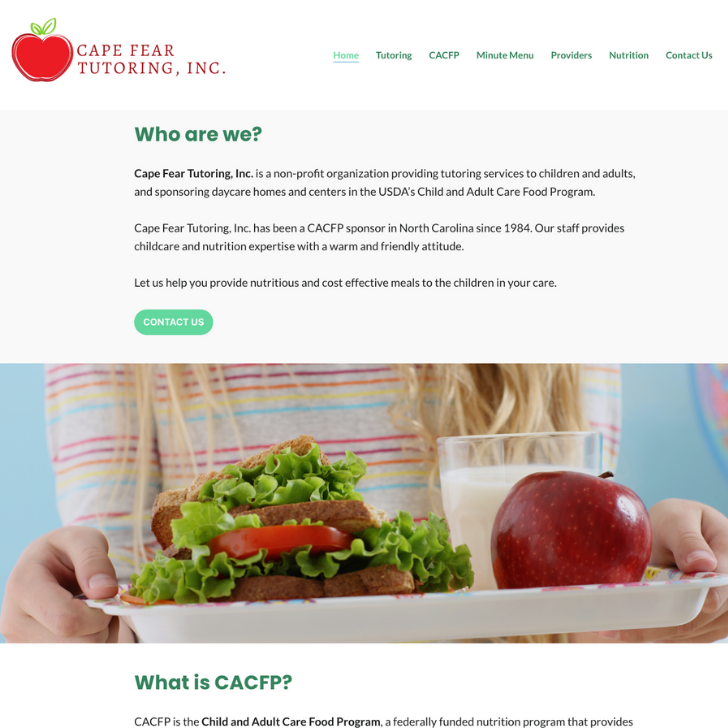 CAPE FEAR
TUTORING, INC.
Home Tutoring CACFP Minute Menu Providers Nutrition Contact Us
Who are we?
Cape Fear Tutoring, Inc. is a non-profit organization providing tutoring services to children and adults,
and sponsoring daycare homes and centers in the USDA's Child and Adult Care Food Program.
Cape Fear Tutoring, Inc. has been a CACFP sponsor in North Carolina since 1984. Our staff provides
childcare and nutrition expertise with a warm and friendly attitude.
Let us help you provide nutritious and cost effective meals to the children in your care.
CONTACT US
What is CACFP?
CACFP is the Child and Adult Care Food Program, a federally funded nutrition program that provides